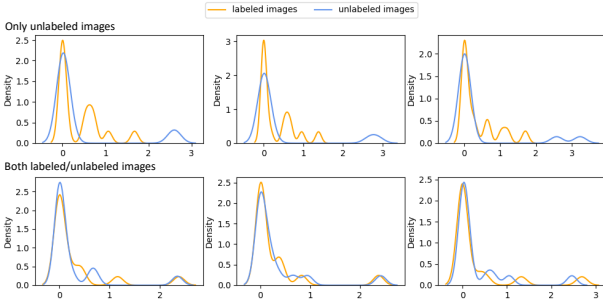 labeled images unlabeled images
Only unlabeled images
2.5 2.0 1.5 1.0 0.5 0.0 Density 0 1 2 3
3 2 1 0 Density 0 1 2 3
2.0 1.5 1.0 0.5 0.0 Density 0 1 2 3
Both labeled/unlabeled images
2.5 2.0 1.5 1.0 0.5 0.0 Density 0 1 2
2.5 2.0 1.5 1.0 0.5 0.0 Density 0 1 2
2.5 2.0 1.5 1.0 0.5 0.0 Density 0 1 2 3